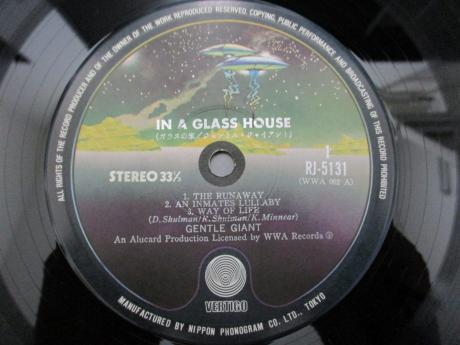 ALL RIGHTS OF THE RECORD PRODUCER AND OF THE OWNER OF THE WORK REPRODUCED RESERVED. COPYING, PUBLIC PERFORMANCE AND BROADCASTING OF THIS RECORD PROHIBITED
IN A GLASS HOUSE
(ガラスの家/ジェントル・ジャイアント)
STEREO 33⅓
1
RJ-5131
(WWA 002 A)
1. THE RUNAWAY
2. AN INMATES LULLABY
3. WAY OF LIFE
(D.Shulman/R.Shulman/K.Minnear)
GENTLE GIANT
An Alucard Production Licensed by WWA Records ℗
VERTIGO
MANUFACTURED BY NIPPON PHONOGRAM CO., LTD., TOKYO